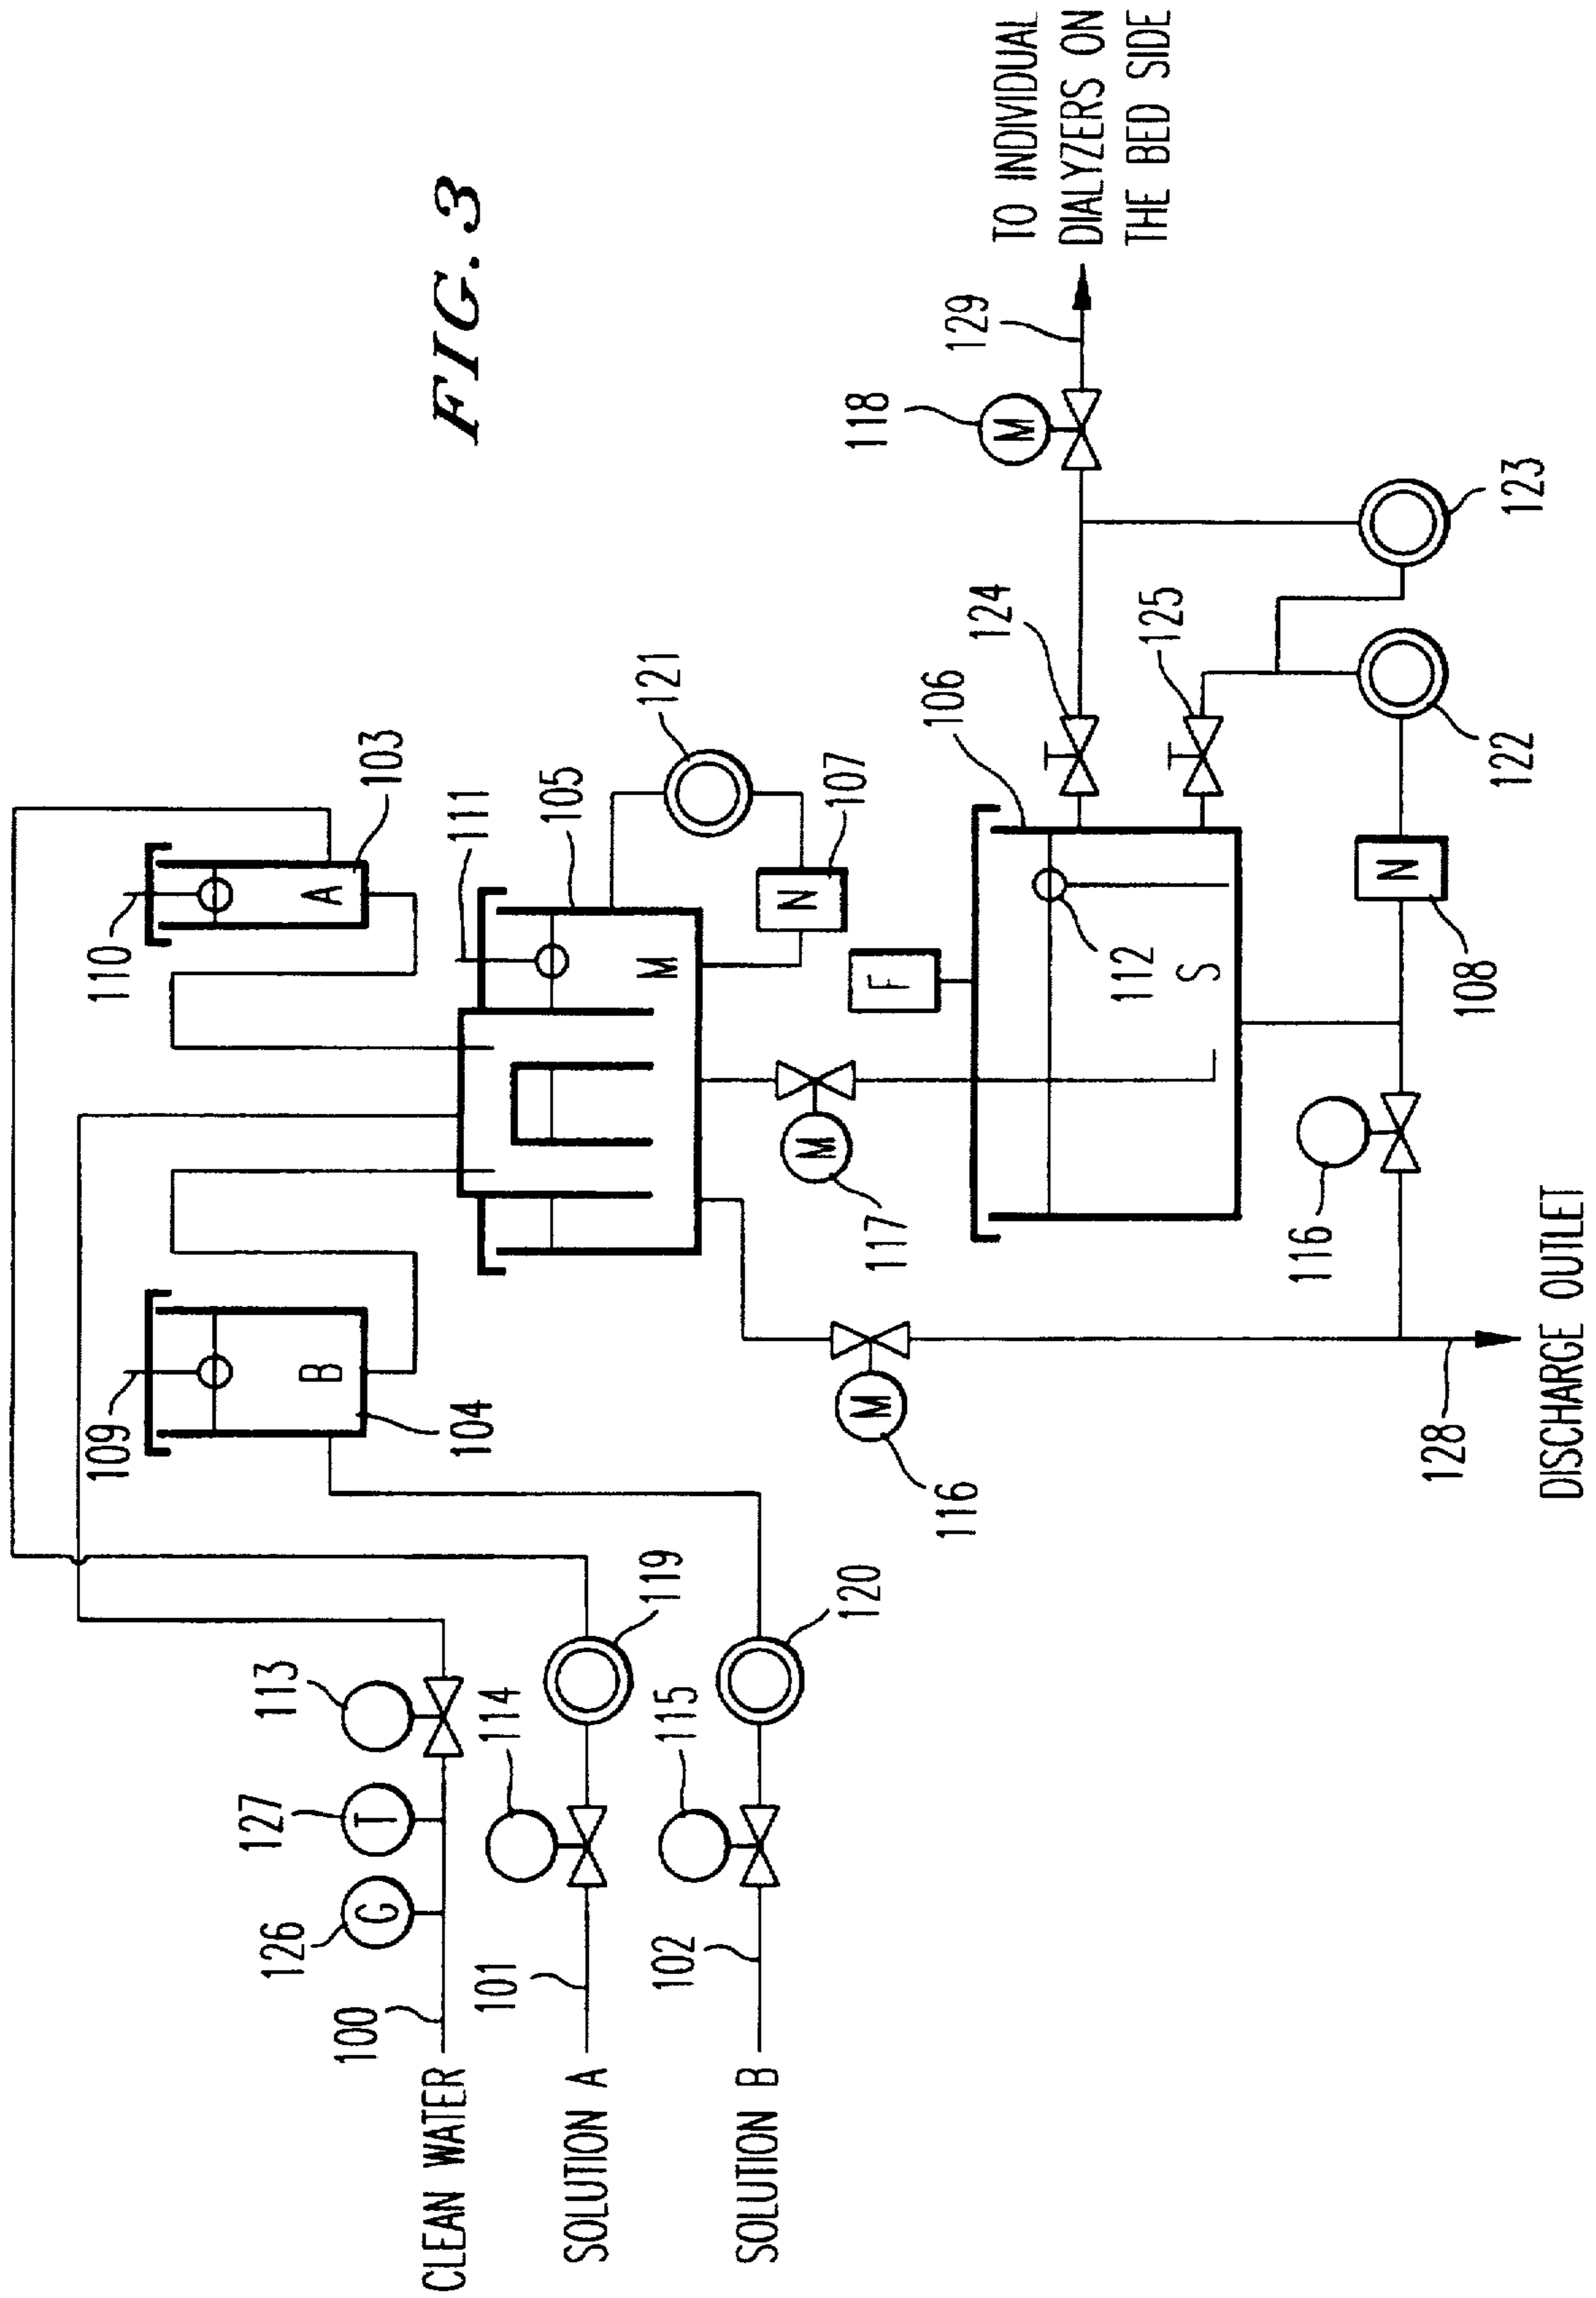 109
110
127
113
126
B
A
100
G
T
103
CLEAN WATER
FIG. 3
104
111
101
114
105
SOLUTION A
119
M
121
102
115
SOLUTION B
N
M
107
120
M
117
F
118
116
106
124
129
M
TO INDIVIDUAL
DIALYZERS ON
THE BED SIDE
112
125
S
116
N
128
108
122
123
DISCHARGE OUTLET